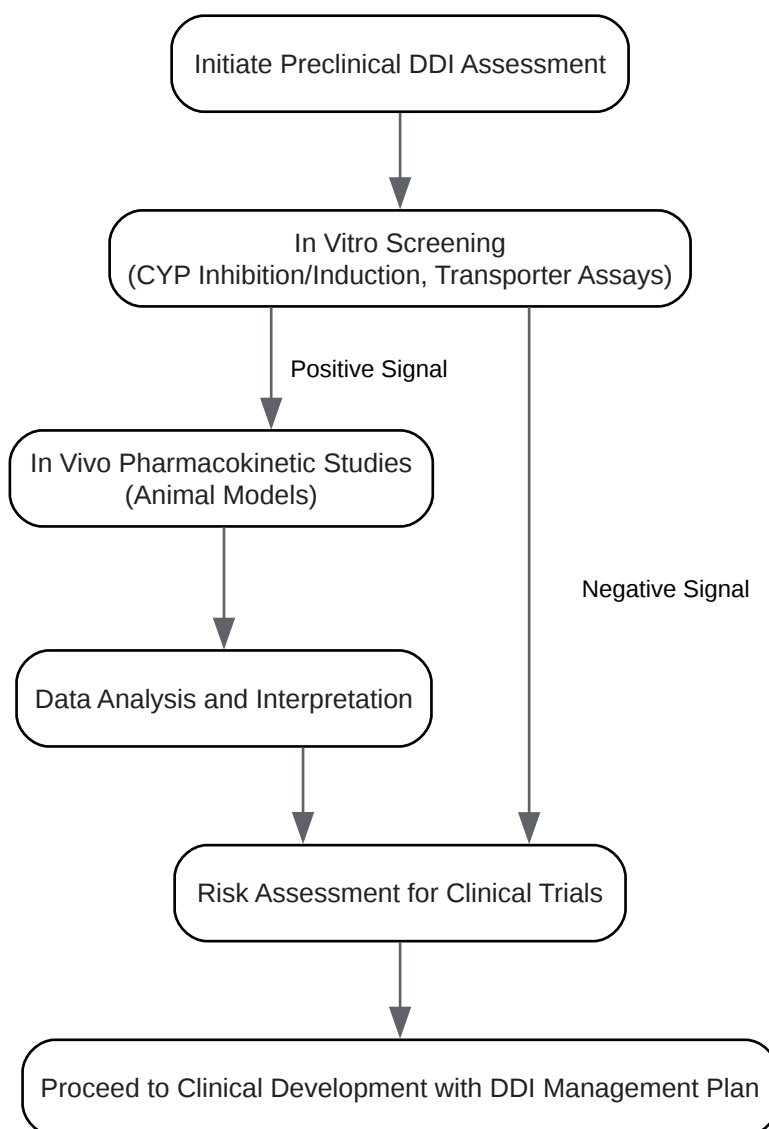 Initiate Preclinical DDI Assessment
In Vitro Screening
(CYP Inhibition/Induction, Transporter Assays)
Positive Signal
In Vivo Pharmacokinetic Studies
(Animal Models)
Negative Signal
Data Analysis and Interpretation
Risk Assessment for Clinical Trials
Proceed to Clinical Development with DDI Management Plan